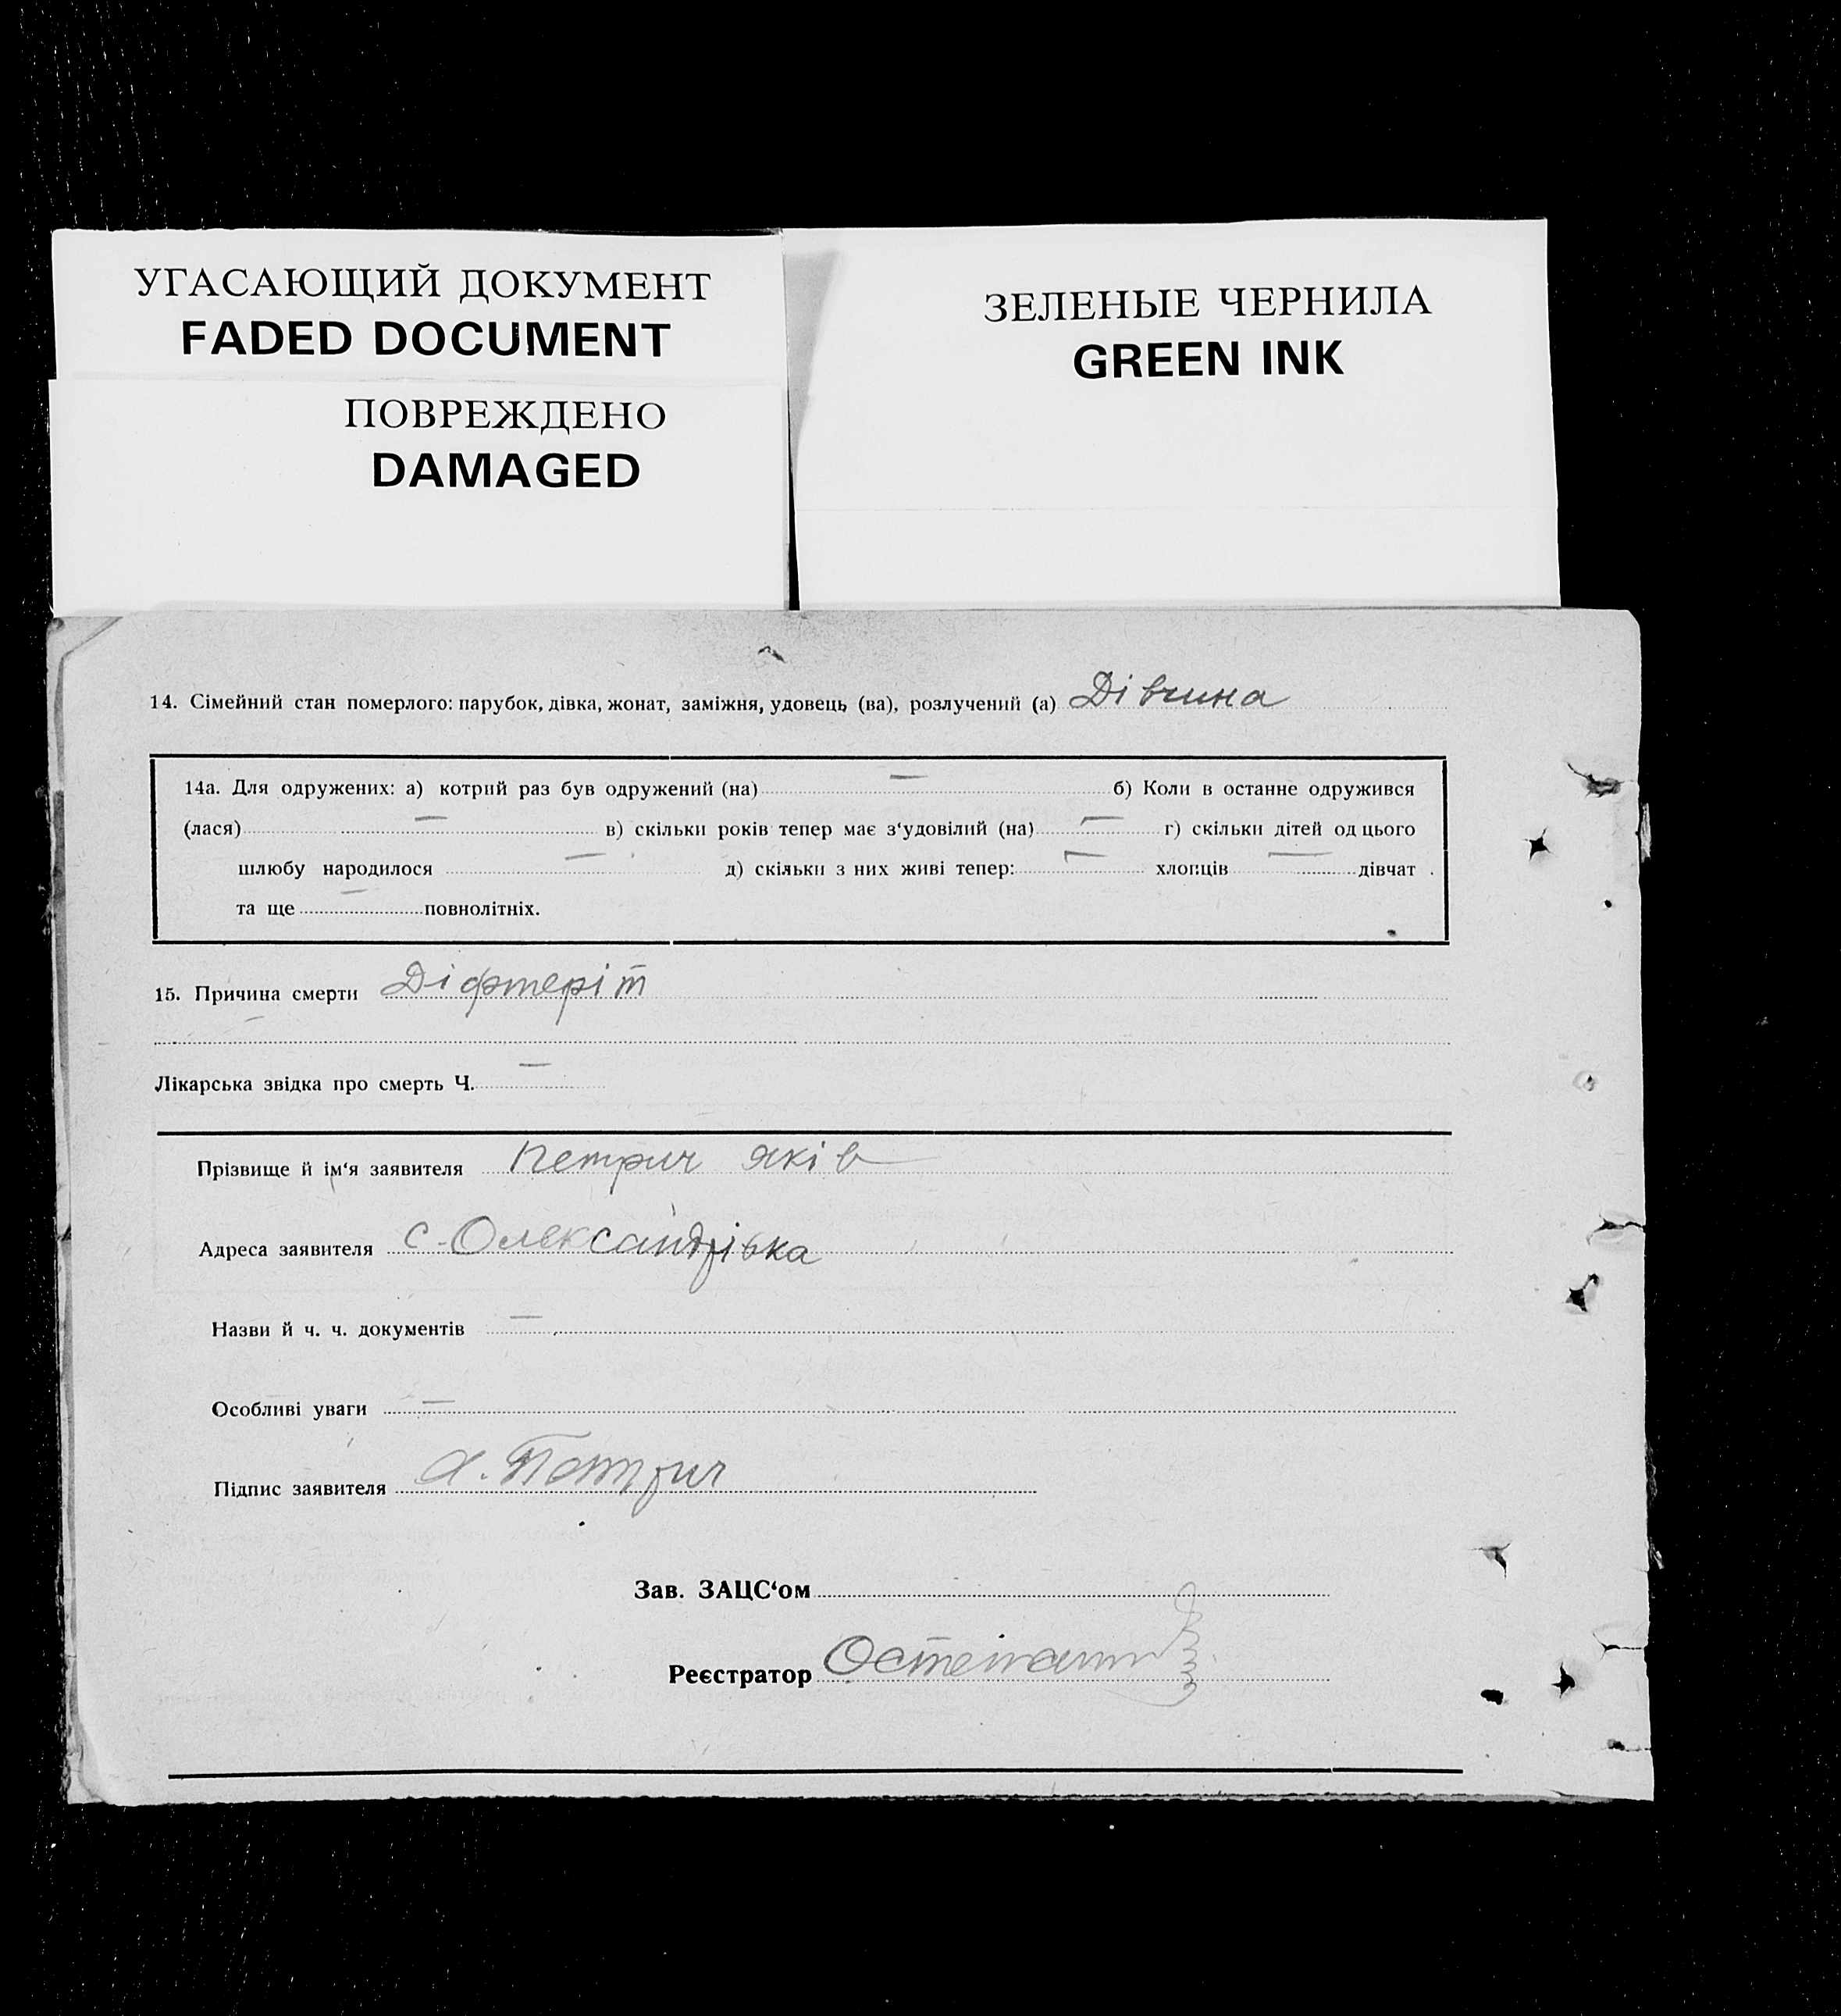 УГАСАЮЩИЙ ДОКУМЕНТ
FADED DOCUMENT
ПОВРЕЖДЕНО
DAMAGED
ЗЕЛЕНЫЕ ЧЕРНИЛА
GREEN INK
14. Сімейний стан померлого: парубок, дівка, жонат, заміжня, удовець (ва), розлучений (а) Дівчина
14а. Для одружених: а) котрий раз був одружений (на) — б) Коли в останнє одружився
(лася) — в) скільки років тепер має з‘удовілий (на) — г) скільки дітей од цього
шлюбу народилося — д) скільки з них живі тепер: — хлопців — дівчат
та ще — повнолітніх.
15. Причина смерти Діфтеріт
—
Лікарська звідка про смерть Ч. —
Прізвище й ім‘я заявителя Петрич Яків
Адреса заявителя с. Олександрівка
Назви й ч. ч. документів —
Особливі уваги —
Підпис заявителя Я. Петрич
Зав. ЗАЦС‘ом
Реєстратор